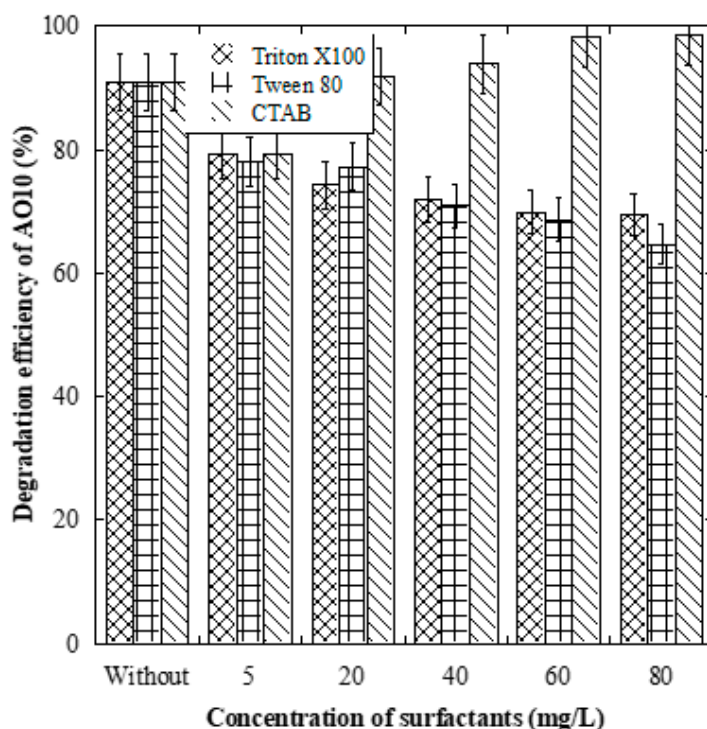 100
80
60
40
20
0
Degradation efficiency of AO10 (%)
Triton X100
Tween 80
CTAB
Without 5 20 40 60 80
Concentration of surfactants (mg/L)